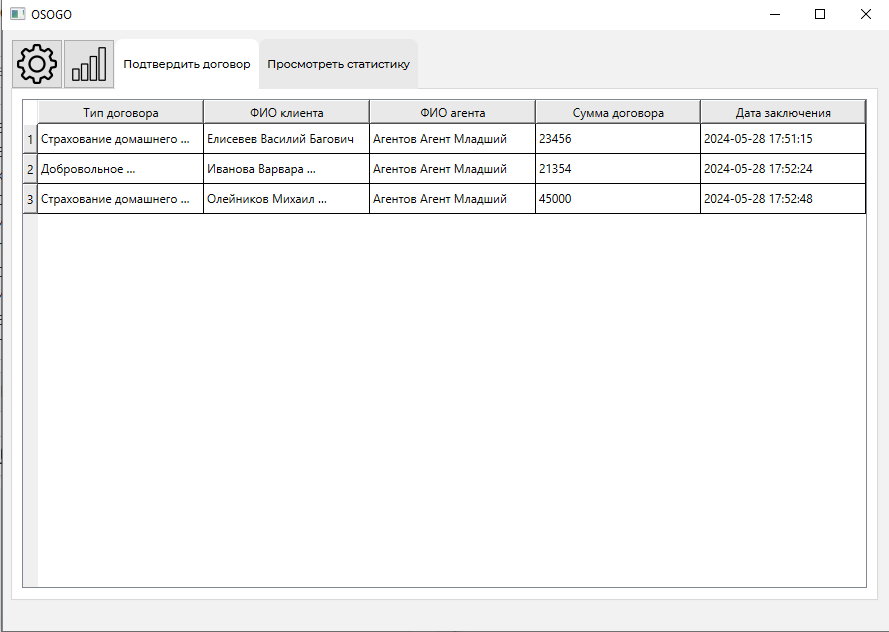 OSOGO
Подтвердить договор Просмотреть статистику
Тип договора ФИО клиента ФИО агента Сумма договора Дата заключения
1 Страхование домашнего ... Елисевев Василий Багович Агентов Агент Младший 23456 2024-05-28 17:51:15
2 Добровольное ... Иванова Варвара ... Агентов Агент Младший 21354 2024-05-28 17:52:24
3 Страхование домашнего ... Олейников Михаил ... Агентов Агент Младший 45000 2024-05-28 17:52:48